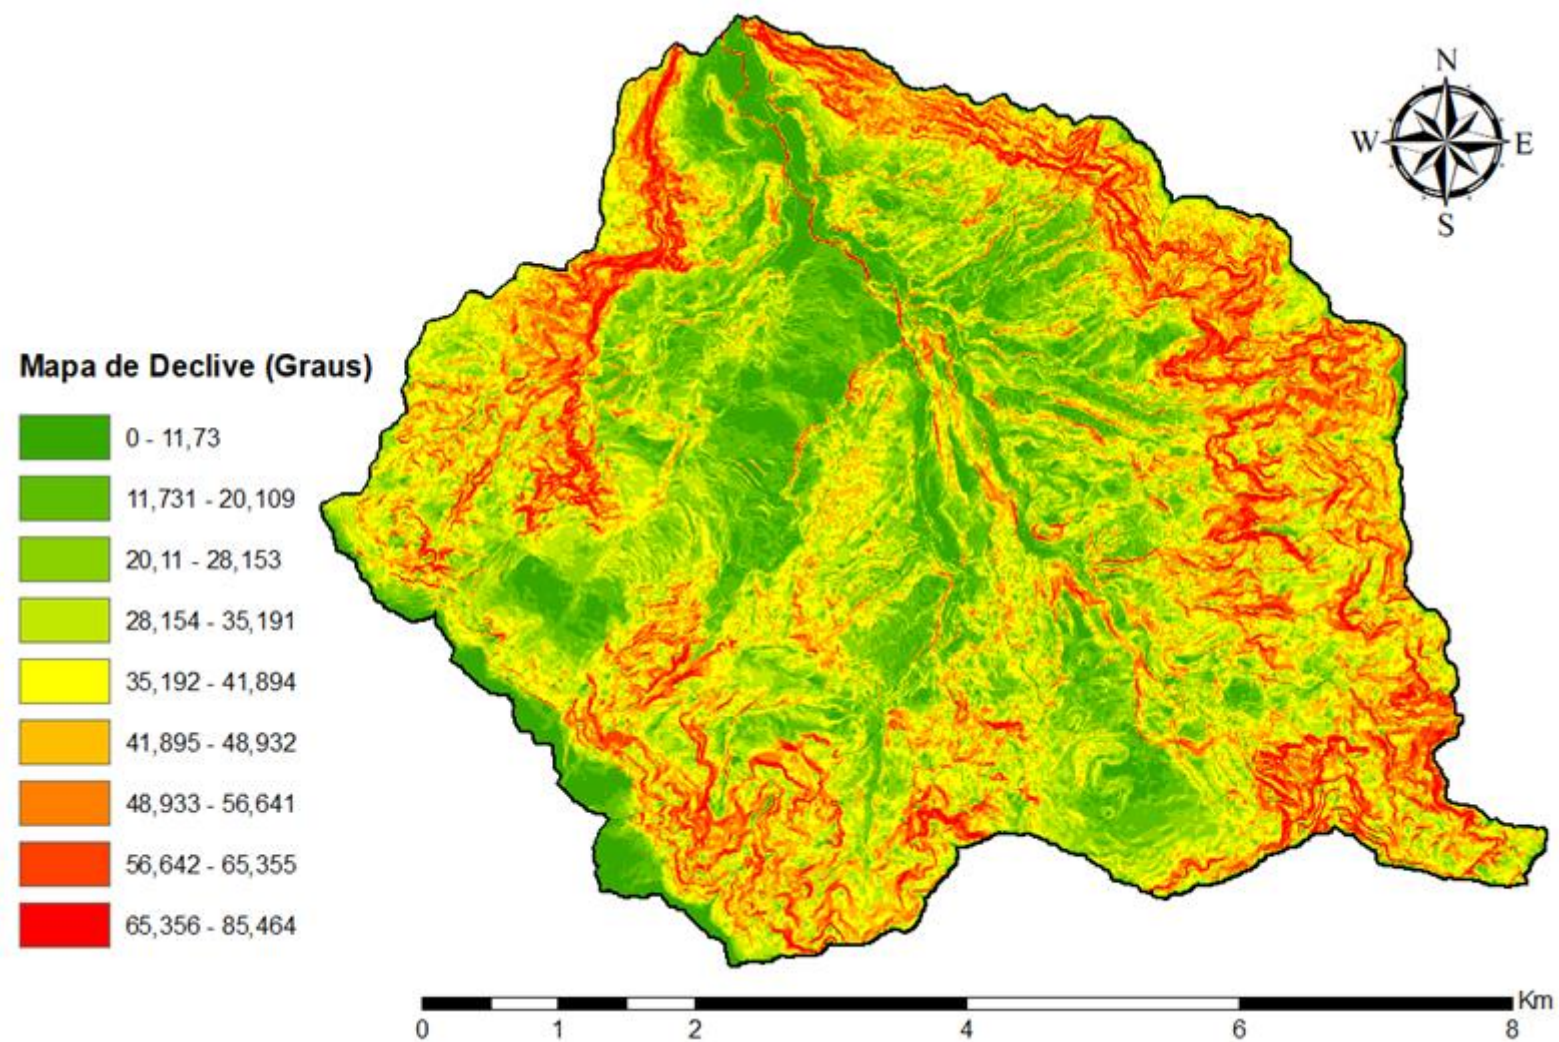 N
W E
S
Mapa de Declive (Graus)
0 - 11,73
11,731 - 20,109
20,11 - 28,153
28,154 - 35,191
35,192 - 41,894
41,895 - 48,932
48,933 - 56,641
56,642 - 65,355
65,356 - 85,464
Km
0 1 2 4 6 8